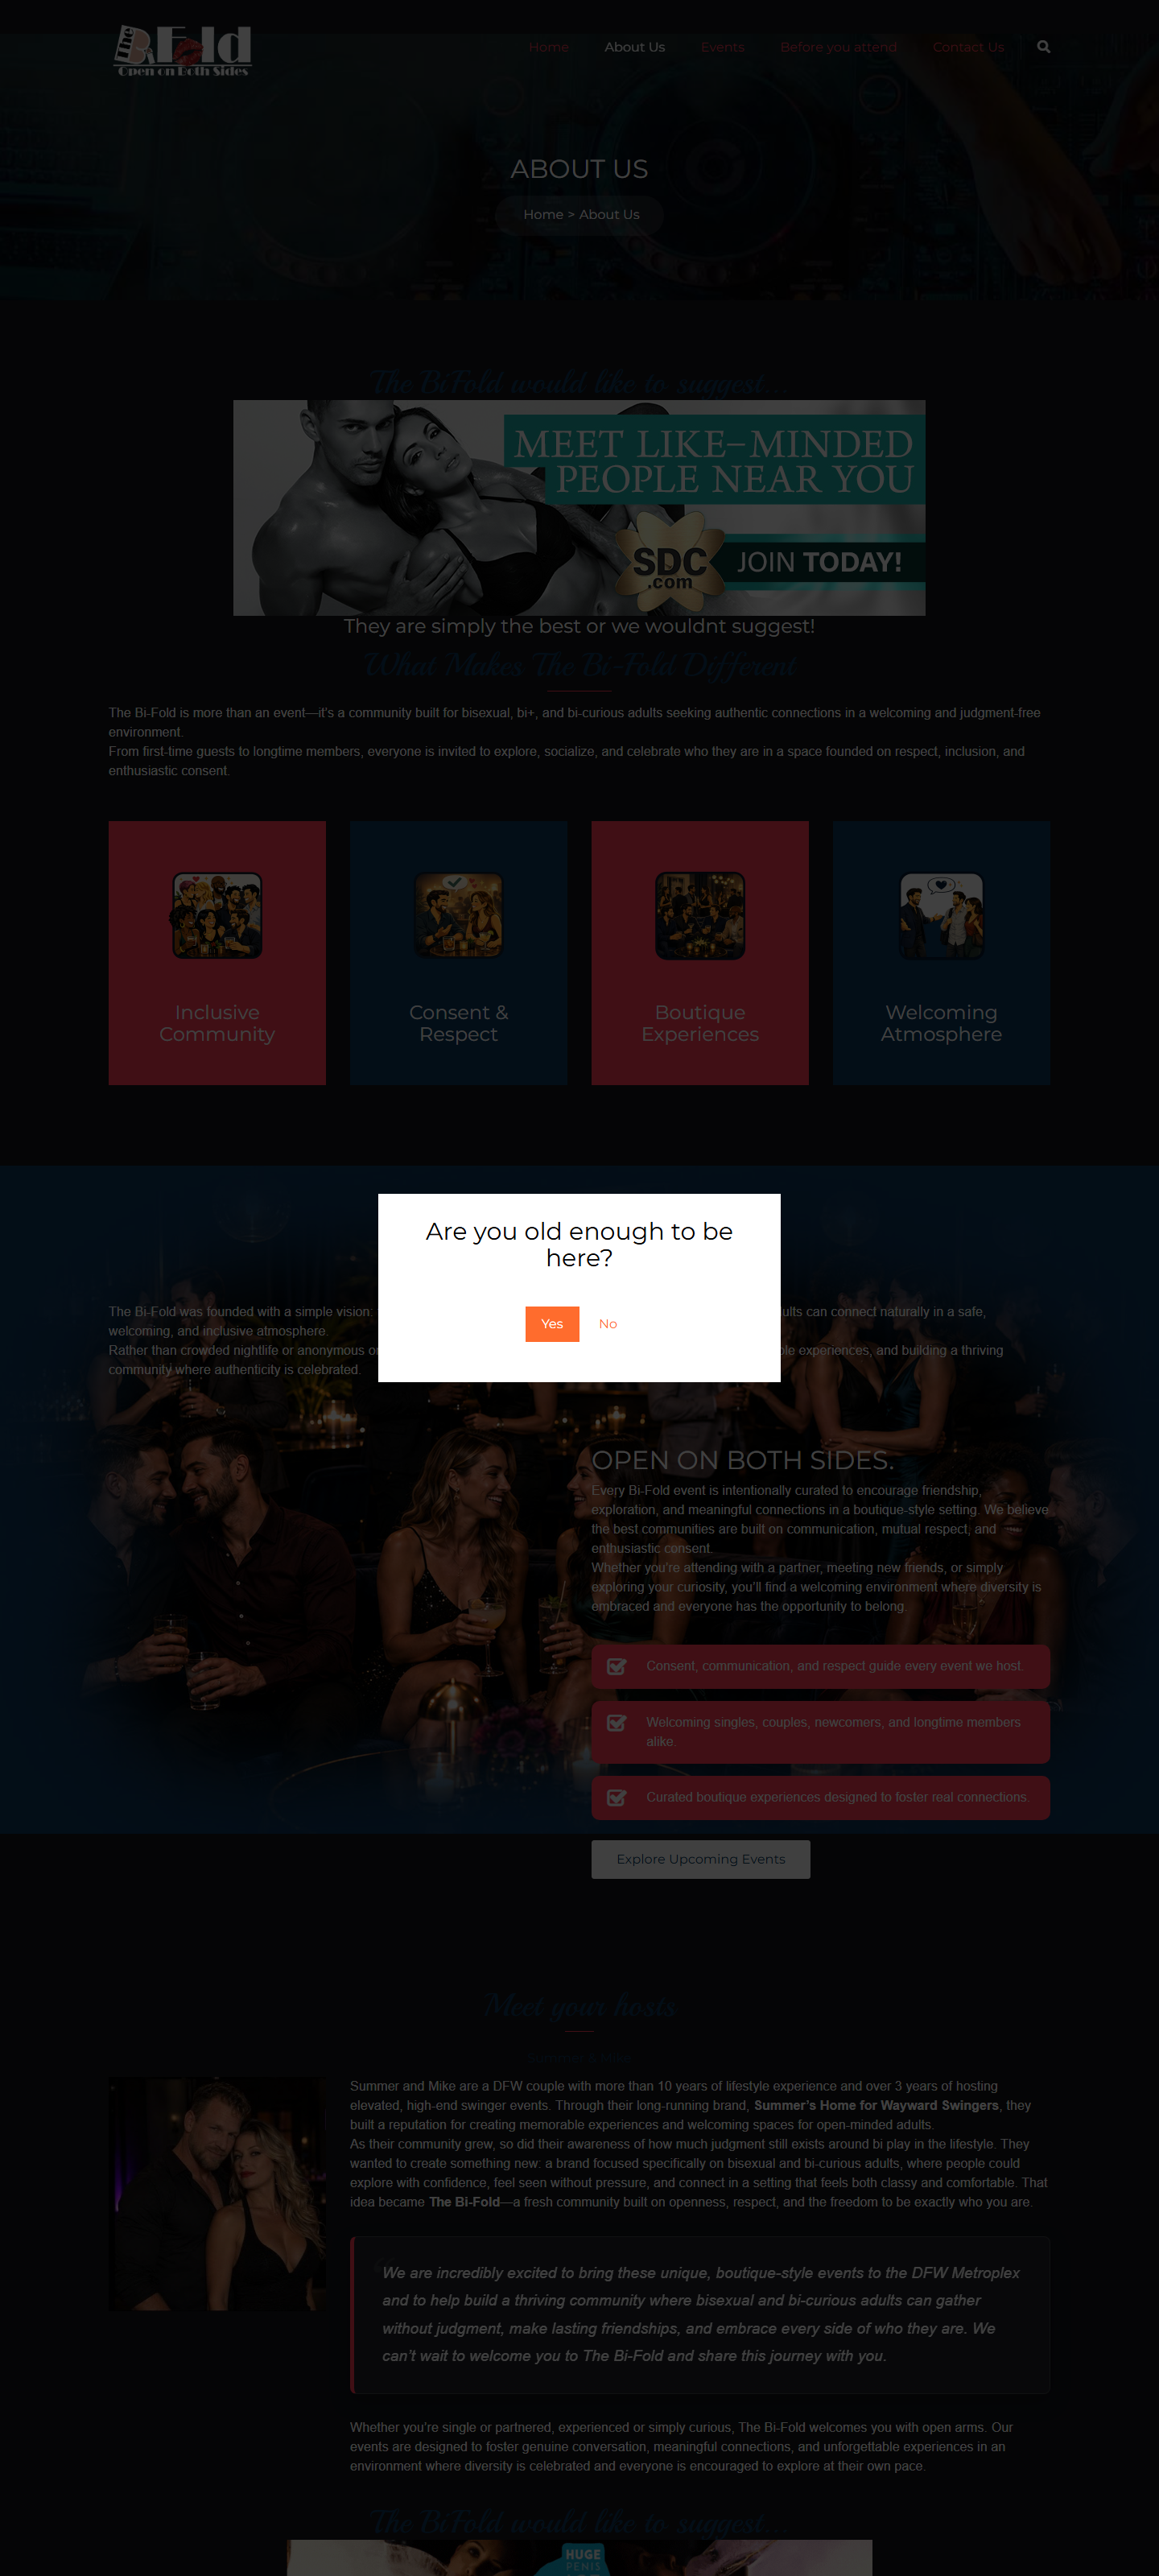 The BiFold
Open on Both Sides
Home
About Us
Events
Before you attend
Contact Us
ABOUT US
Home > About Us
The BiFold would like to suggest...
MEET LIKE-MINDED
PEOPLE NEAR YOU
SDC
.com
JOIN TODAY!
They are simply the best or we wouldnt suggest!
What Makes The Bi-Fold Different
The Bi-Fold is more than an event—it's a community built for bisexual, bi+, and bi-curious adults seeking authentic connections in a welcoming and judgment-free
environment.
From first-time guests to longtime members, everyone is invited to explore, socialize, and celebrate who they are in a space founded on respect, inclusion, and
enthusiastic consent.
Inclusive
Community
Consent &
Respect
Boutique
Experiences
Welcoming
Atmosphere
Are you old enough to be
here?
Yes
No
The Bi-Fold was founded with a simple vision:
ults can connect naturally in a safe,
welcoming, and inclusive atmosphere.
Rather than crowded nightlife or anonymous
ble experiences, and building a thriving
community where authenticity is celebrated.
OPEN ON BOTH SIDES.
Every Bi-Fold event is intentionally curated to encourage friendship,
exploration, and meaningful connections in a boutique-style setting. We believe
the best communities are built on communication, mutual respect, and
enthusiastic consent.
Whether you're attending with a partner, meeting new friends, or simply
exploring your curiosity, you'll find a welcoming environment where diversity is
embraced and everyone has the opportunity to belong.
Consent, communication, and respect guide every event we host.
Welcoming singles, couples, newcomers, and longtime members
alike.
Curated boutique experiences designed to foster real connections.
Explore Upcoming Events
Meet your hosts
Summer and Mike are a DFW couple with more than 10 years of lifestyle experience and over 3 years of hosting
elevated, high-end swinger events. Through their long-running brand, Summer's Home for Wayward Swingers, they
built a reputation for creating memorable experiences and welcoming spaces for open-minded adults.
As their community grew, so did their awareness of how much judgment still exists around bi play in the lifestyle. They
wanted to create something new: a brand focused specifically on bisexual and bi-curious adults, where people could
explore with confidence, feel seen without pressure, and connect in a setting that feels both classy and comfortable. That
idea became The Bi-Fold—a fresh community built on openness, respect, and the freedom to be exactly who you are.
We are incredibly excited to bring these unique, boutique-style events to the DFW Metroplex
and to help build a thriving community where bisexual and bi-curious adults can gather
without judgment, make lasting friendships, and embrace every side of who they are. We
can't wait to welcome you to The Bi-Fold and share this journey with you.
Whether you're single or partnered, experienced or simply curious, The Bi-Fold welcomes you with open arms. Our
events are designed to foster genuine conversation, meaningful connections, and unforgettable experiences in an
environment where diversity is celebrated and everyone is encouraged to explore at their own pace.
The BiFold would like to suggest...
HUGE
PENIS